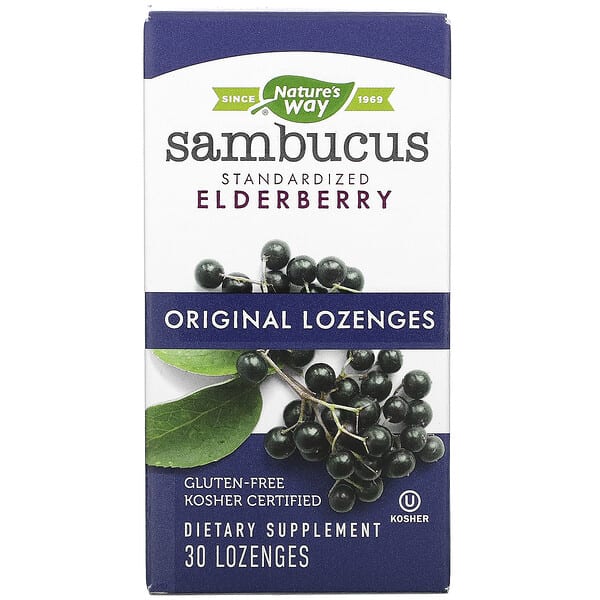 SINCE Nature's Way® 1969
sambucus
STANDARDIZED
ELDERBERRY
ORIGINAL LOZENGES
GLUTEN-FREE
KOSHER CERTIFIED
U
KOSHER
DIETARY SUPPLEMENT
30 LOZENGES